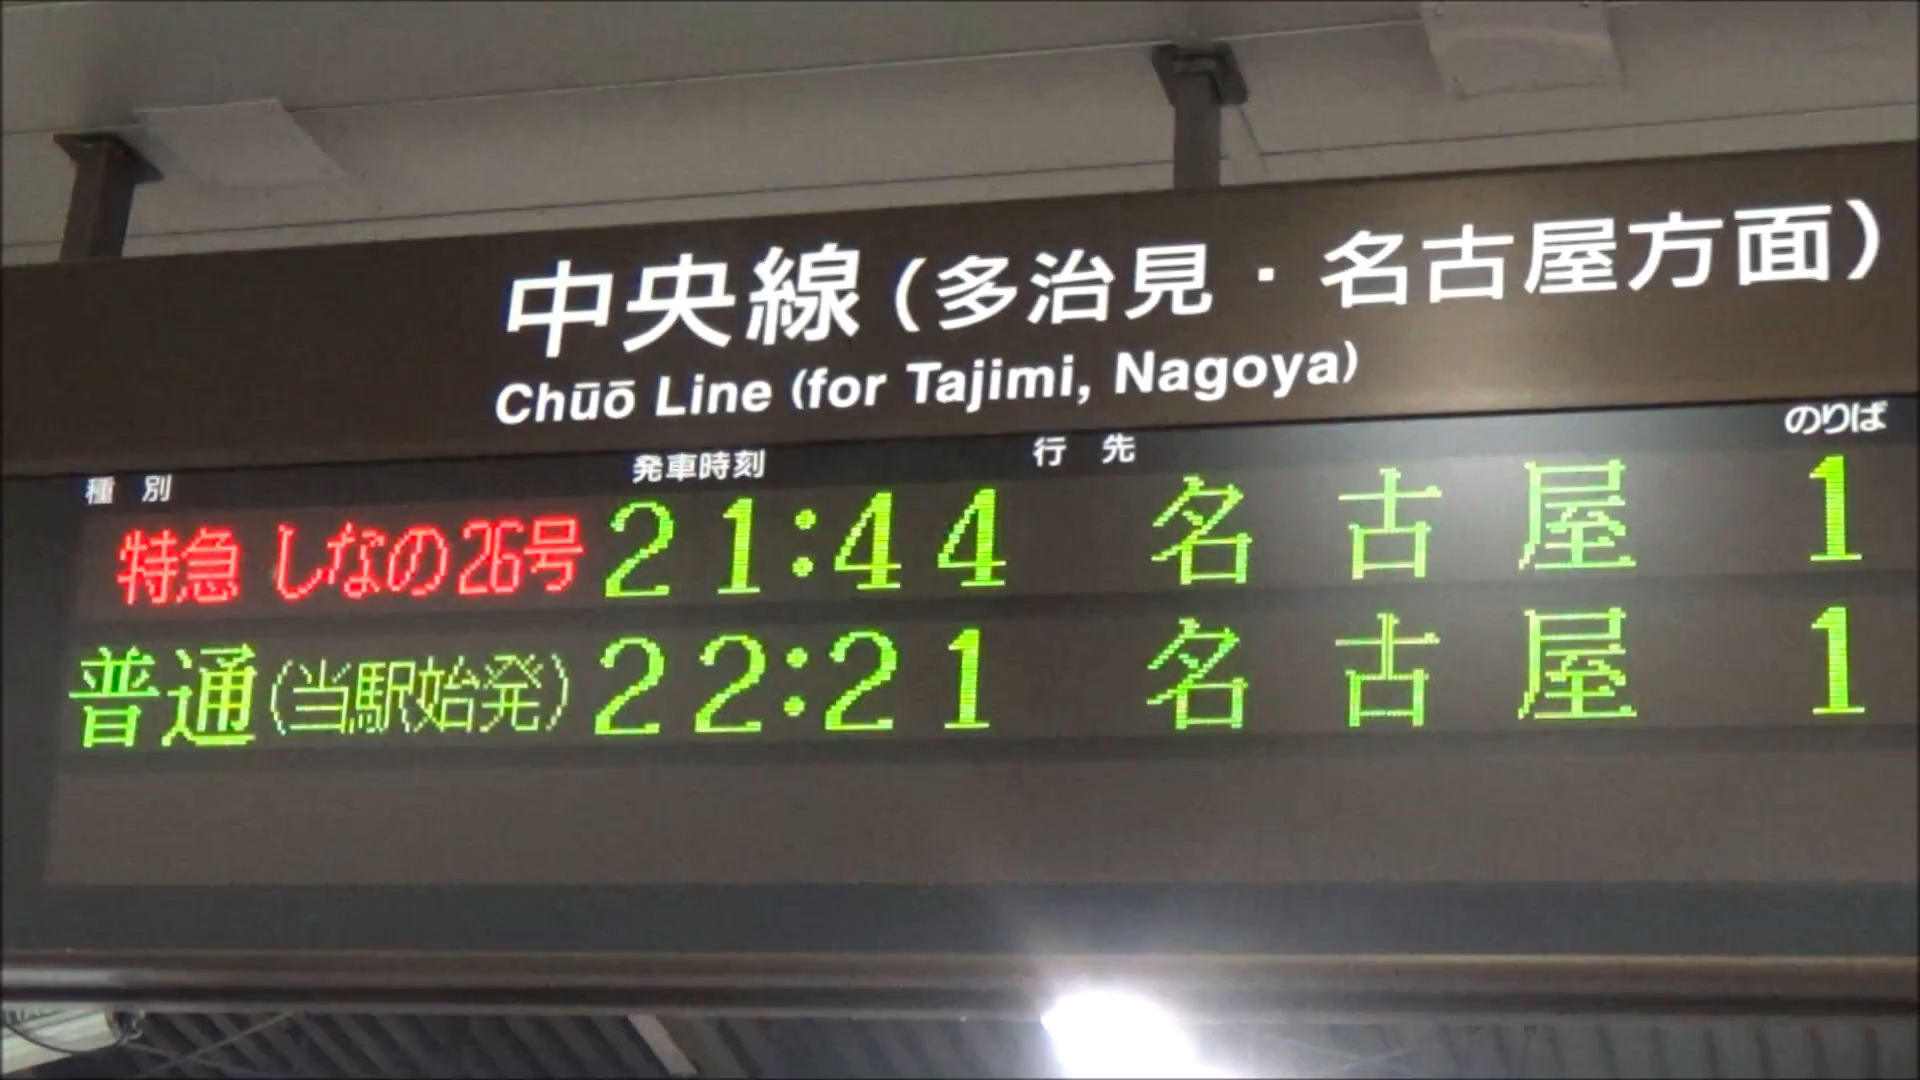 中央線(多治見・名古屋方面)
Chūō Line (for Tajimi, Nagoya)
種別 発車時刻 行先 のりば
特急 しなの26号 21:44 名古屋 1
普通(当駅始発) 22:21 名古屋 1